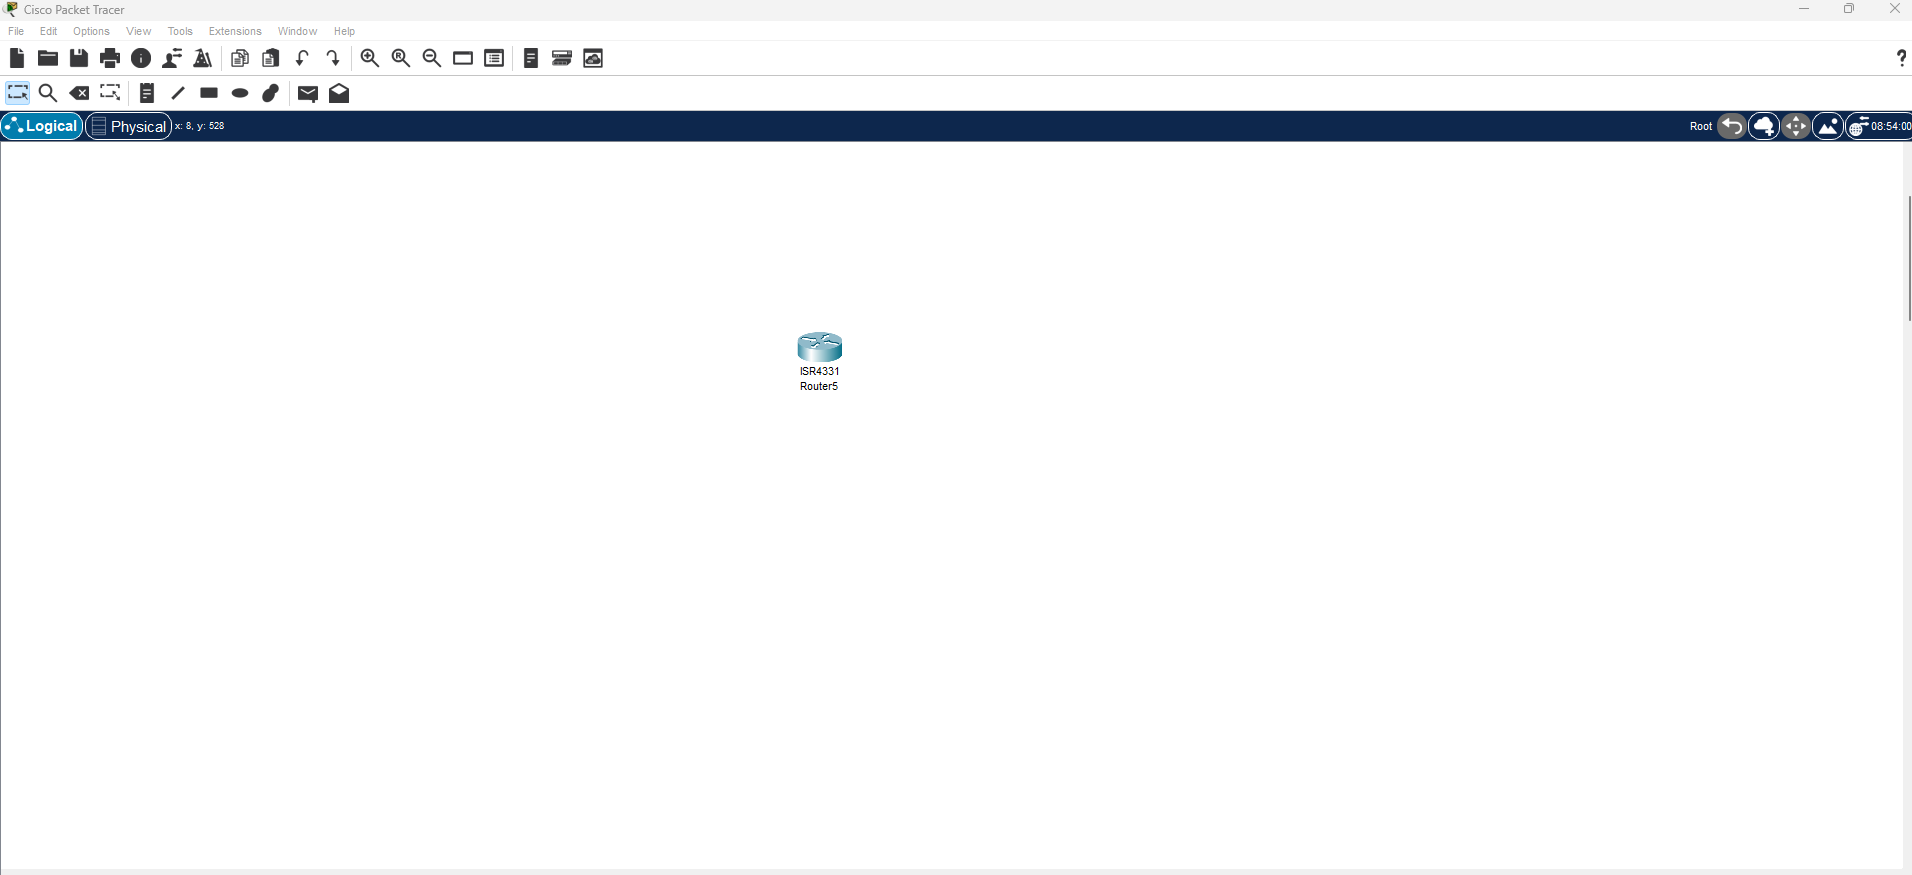 Cisco Packet Tracer
File Edit Options View Tools Extensions Window Help
?
Logical Physical x: 8, y: 528 Root 08:54:00
ISR4331
Router5